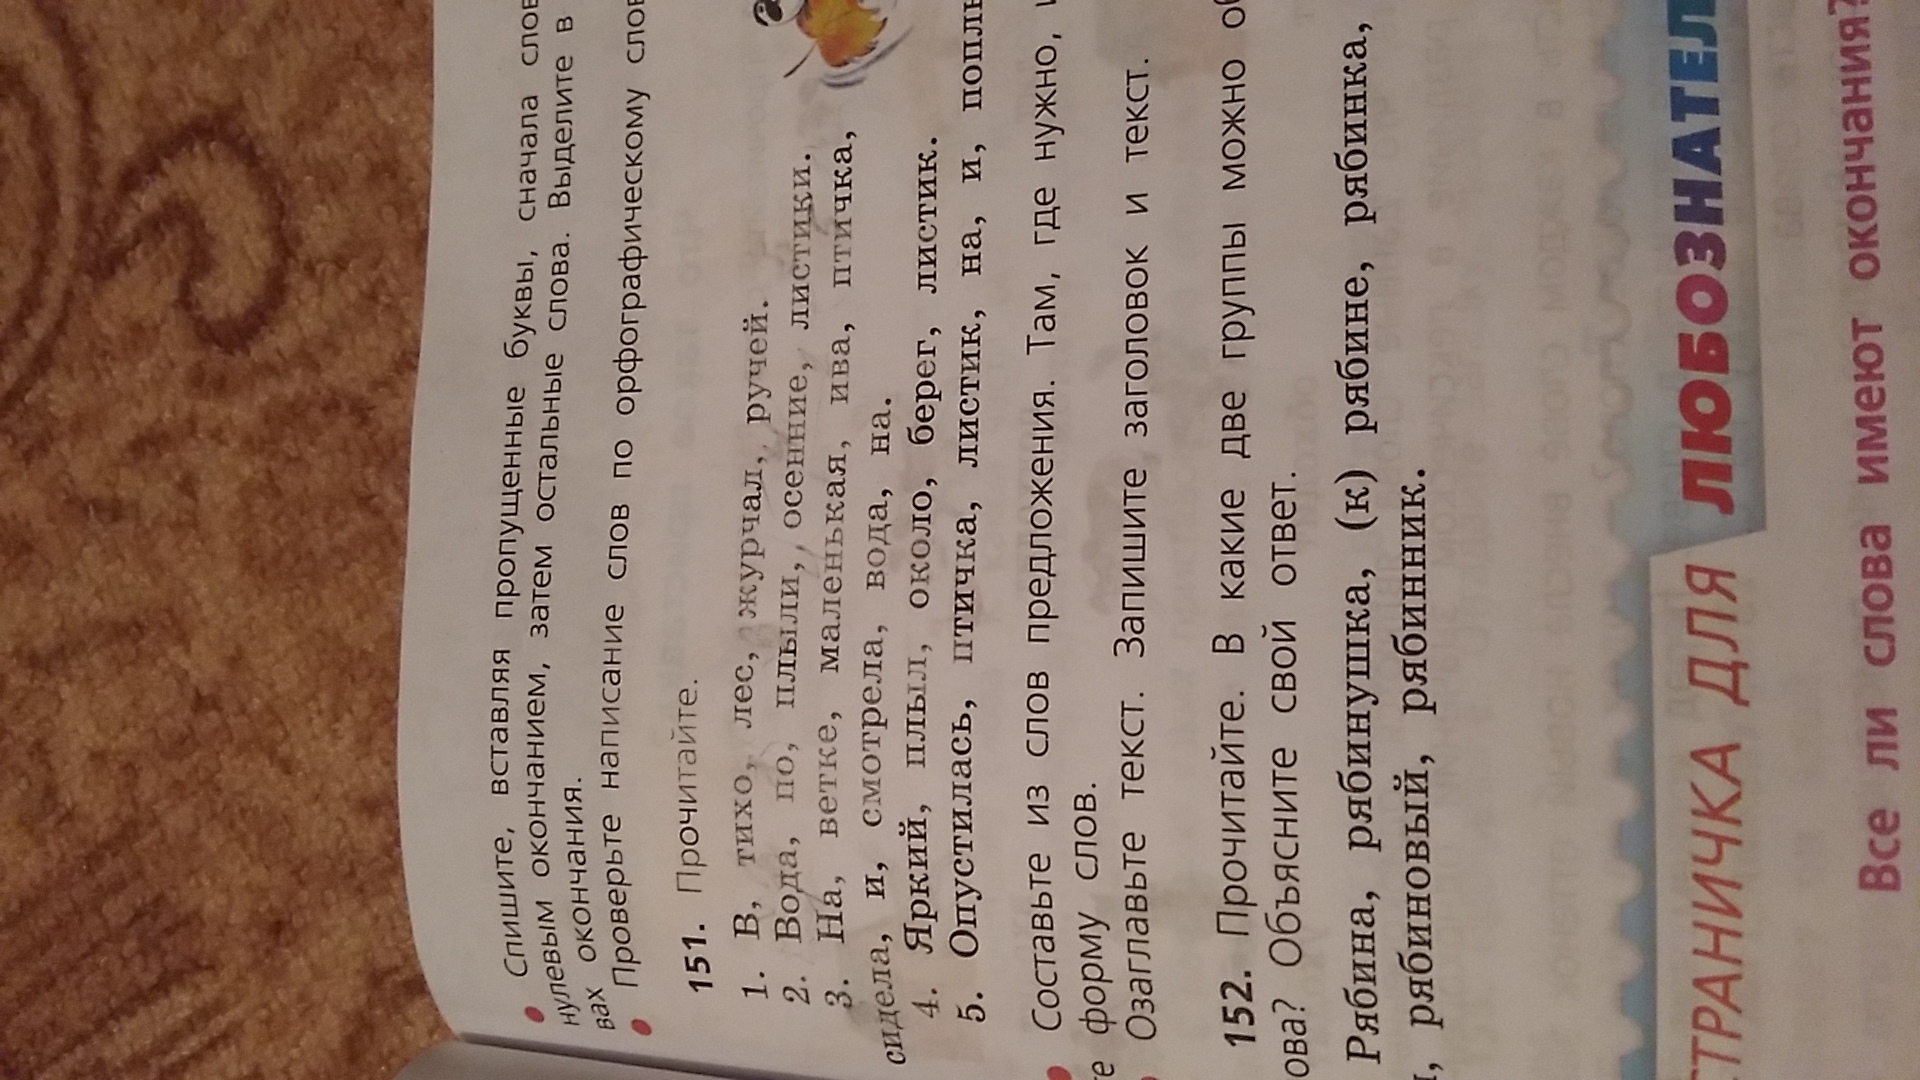 Спишите, вставляя пропущенные буквы, сначала
нулевым окончанием, затем остальные слова. Выделите в
вах окончания.
Проверьте написание слов по орфографическому
151. Прочитайте.
1. В, тихо, лес, журчал, ручей.
2. Вода, по, плыли, осенние, листики.
3. На, ветке, маленькая, ива, птичка,
сидела, и, смотрела, вода, на.
4. Яркий, плыл, около, берег, листик.
5. Опустилась, птичка, листик, на, и,
Составьте из слов предложения. Там, где нужно,
форму слов.
Озаглавьте текст. Запишите заголовок и текст.
152. Прочитайте. В какие две группы можно
ова? Объясните свой ответ.
Рябина, рябинушка, (к) рябине, рябинка,
рябиновый, рябинник.
СТРАНИЧКА ДЛЯ ЛЮБОЗНАТЕЛ
Все ли слова имеют окончания?